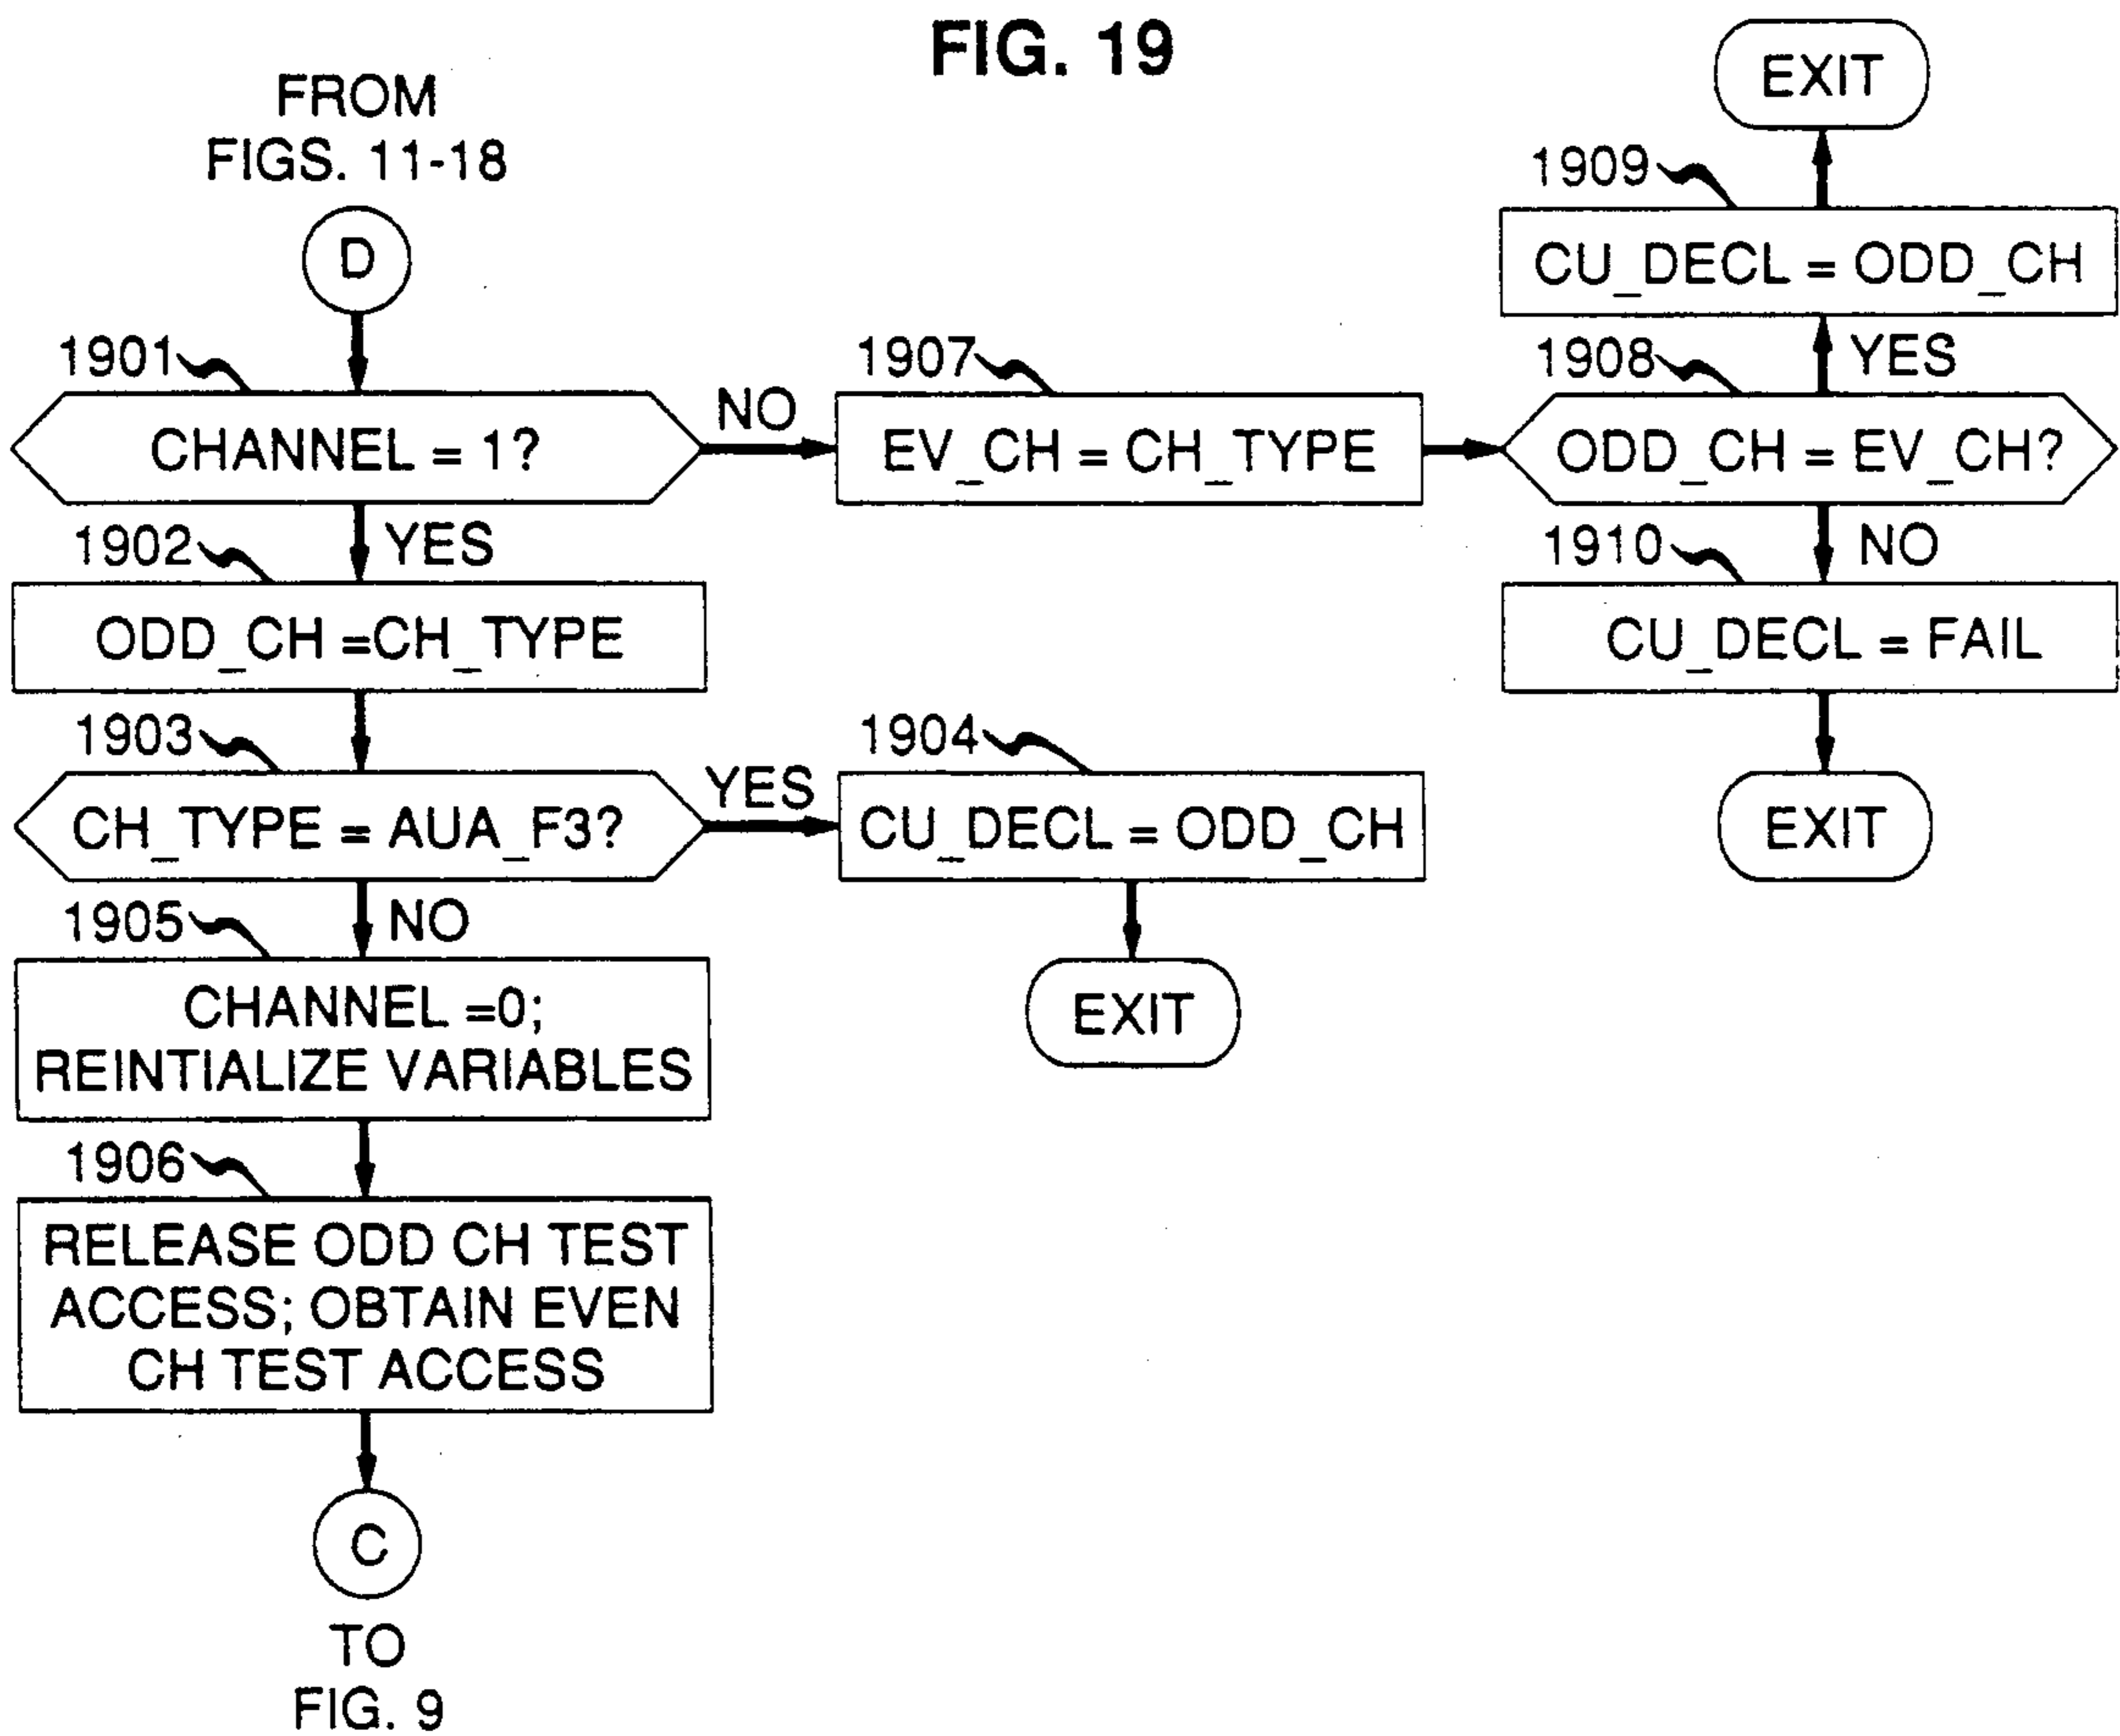 FIG. 19
FROM
FIGS. 11-18
D
1901
CHANNEL = 1?
NO
YES
1902
ODD_CH =CH_TYPE
1903
CH_TYPE = AUA_F3?
YES
NO
1904
CU_DECL = ODD_CH
EXIT
1905
CHANNEL =0;
REINTIALIZE VARIABLES
1906
RELEASE ODD CH TEST
ACCESS; OBTAIN EVEN
CH TEST ACCESS
C
TO
FIG. 9
1907
EV_CH = CH_TYPE
1908
ODD_CH = EV_CH?
YES
NO
1909
CU_DECL = ODD_CH
EXIT
1910
CU_DECL = FAIL
EXIT